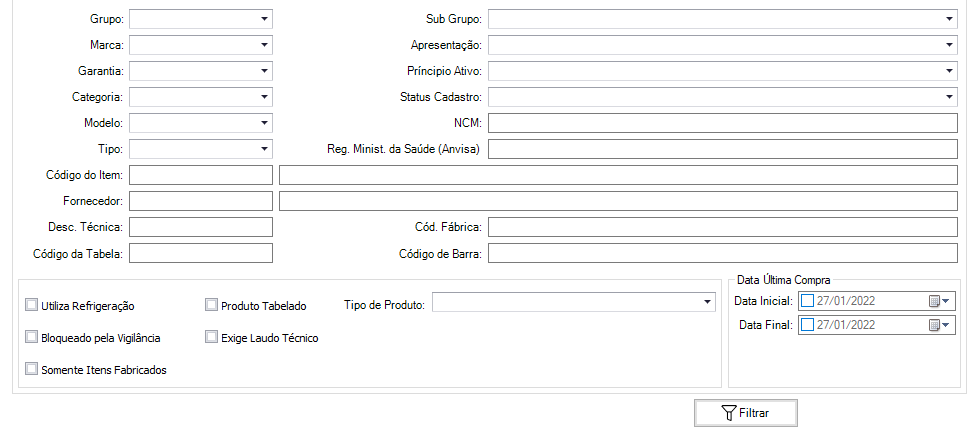 Grupo: Sub Grupo:
Marca: Apresentação:
Garantia: Príncipio Ativo:
Categoria: Status Cadastro:
Modelo: NCM:
Tipo: Reg. Minist. da Saúde (Anvisa)
Código do Item:
Fornecedor:
Desc. Técnica: Cód. Fábrica:
Código da Tabela: Código de Barra:
Data Última Compra
Utiliza Refrigeração Produto Tabelado Tipo de Produto: Data Inicial: 27/01/2022
Data Final: 27/01/2022
Bloqueado pela Vigilância Exige Laudo Técnico
Somente Itens Fabricados
Filtrar